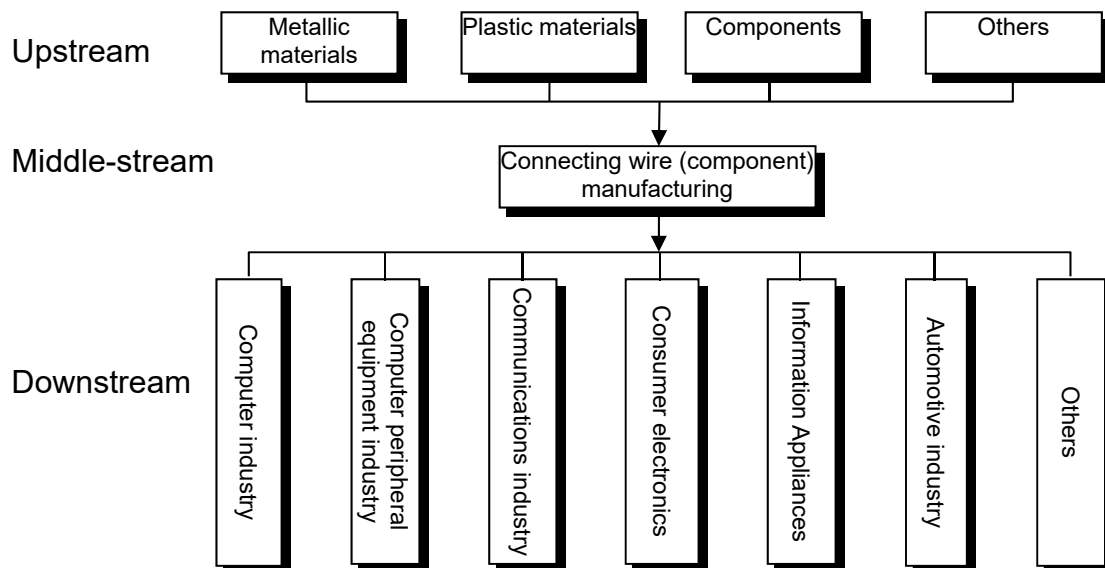 Upstream
Metallic
materials
Plastic materials
Components
Others
Middle-stream
Connecting wire (component)
manufacturing
Downstream
Computer industry
Computer peripheral
equipment industry
Communications industry
Consumer electronics
Information Appliances
Automotive industry
Others